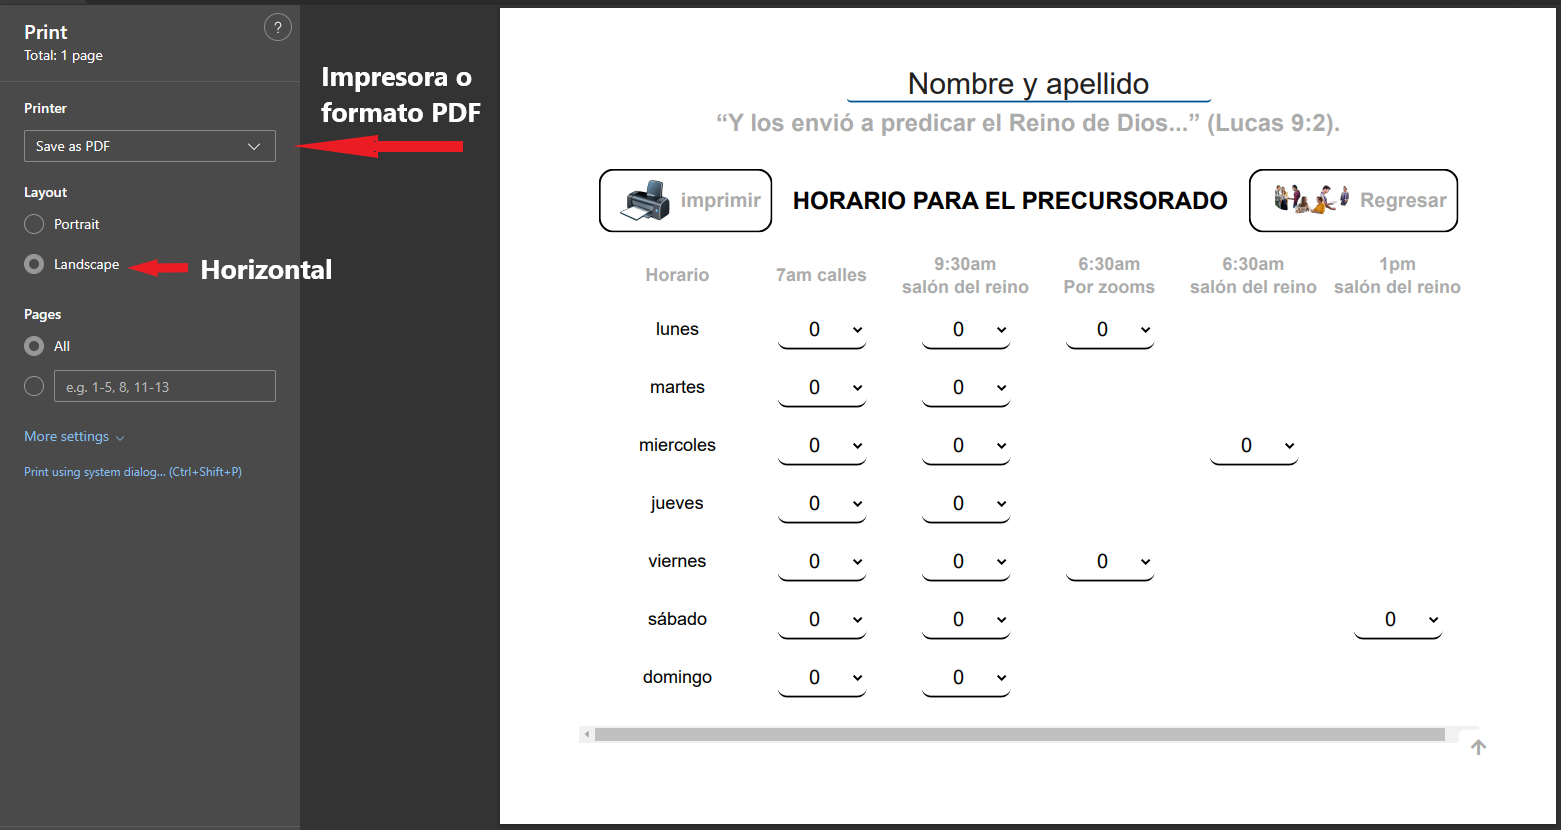 Print
?
Total: 1 page
Printer
Save as PDF
Layout
Portrait
Landscape
Pages
All
e.g. 1-5, 8, 11-13
More settings
Print using system dialog... (Ctrl+Shift+P)
Impresora o
formato PDF
Horizontal
Nombre y apellido
“Y los envió a predicar el Reino de Dios...” (Lucas 9:2).
imprimir HORARIO PARA EL PRECURSORADO Regresar
Horario 7am calles 9:30am salón del reino 6:30am Por zooms 6:30am salón del reino 1pm salón del reino
lunes 0 0 0
martes 0 0
miercoles 0 0 0
jueves 0 0
viernes 0 0 0
sábado 0 0 0
domingo 0 0